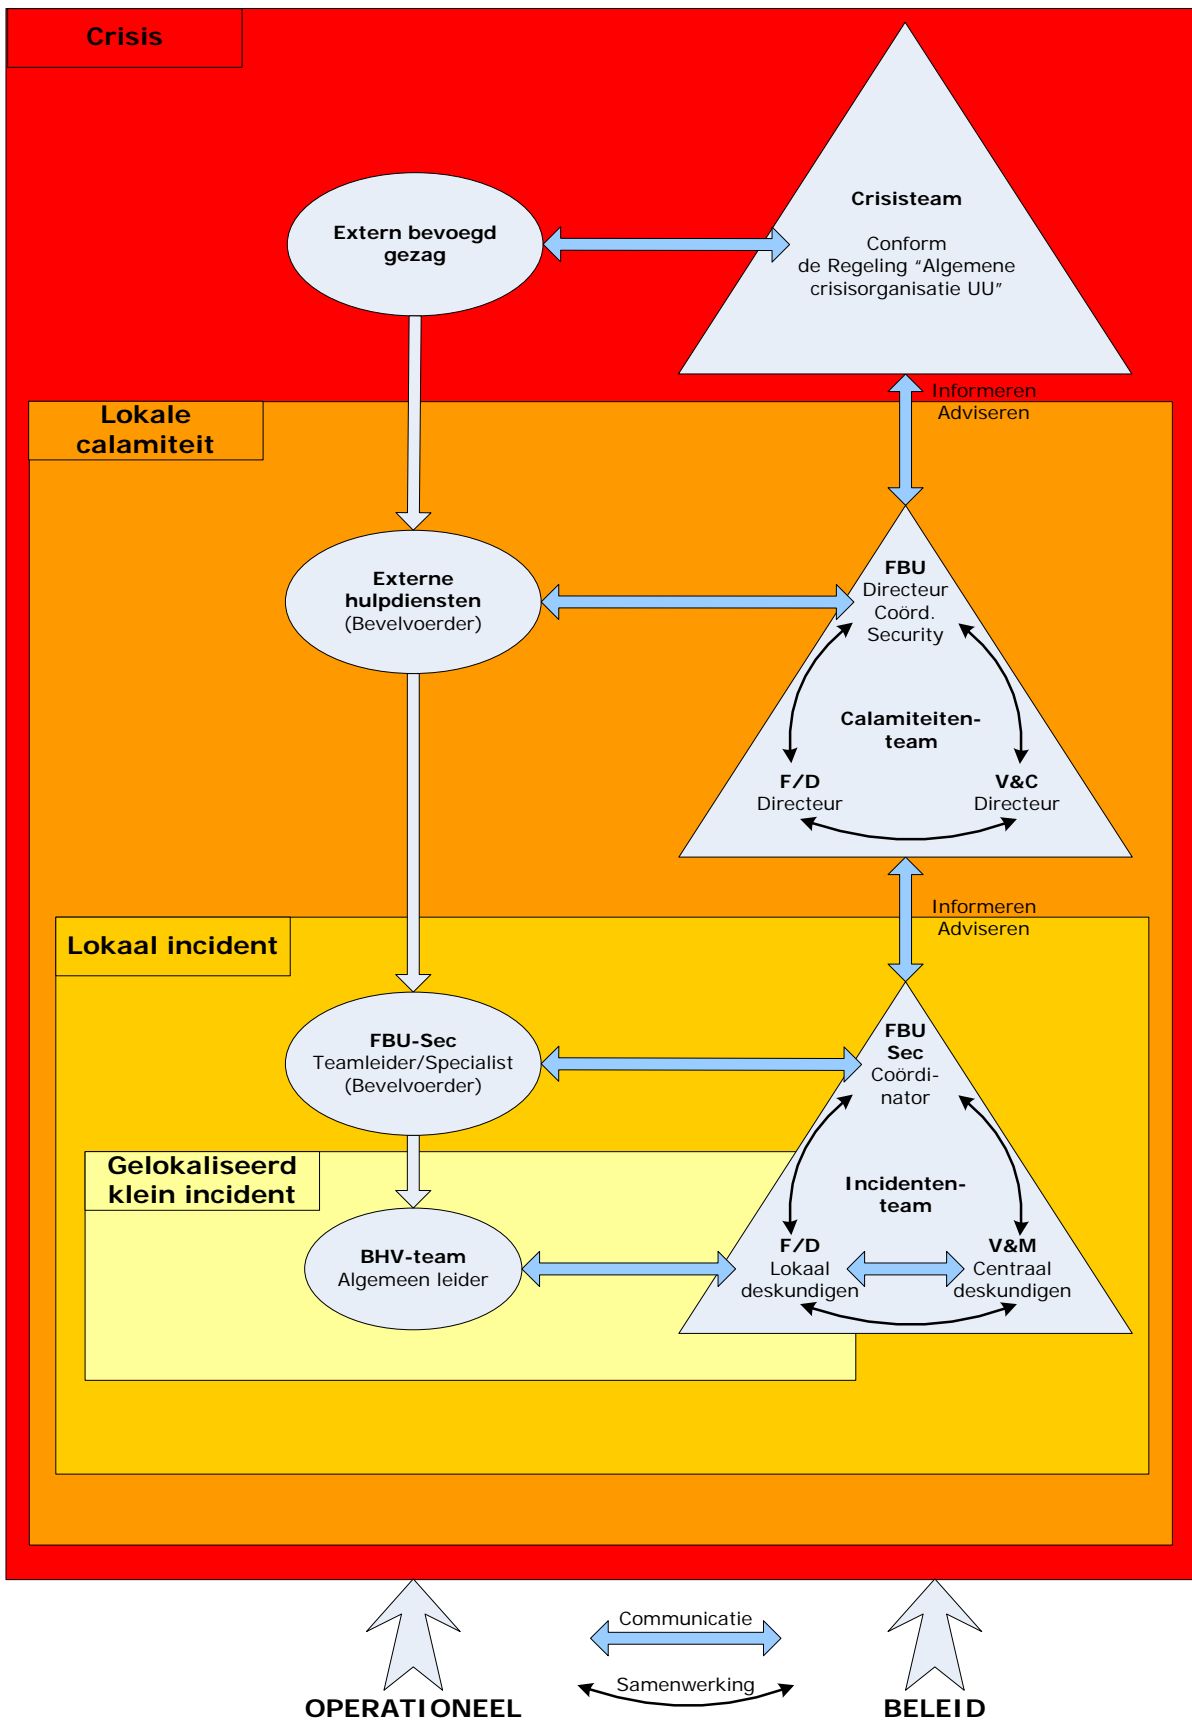 Crisis
Crisisteam
Conform
de Regeling “Algemene
crisisorganisatie UU”
Extern bevoegd
gezag
Informeren
Adviseren
Lokale
calamiteit
Externe
hulpdiensten
(Bevelvoerder)
FBU
Directeur
Coörd.
Security
Calamiteiten-
team
F/D
Directeur
V&C
Directeur
Informeren
Adviseren
Lokaal incident
FBU-Sec
Teamleider/Specialist
(Bevelvoerder)
FBU
Sec
Coördi-
nator
Gelokaliseerd
klein incident
Incidenten-
team
BHV-team
Algemeen leider
F/D
Lokaal
deskundigen
V&M
Centraal
deskundigen
Communicatie
Samenwerking
OPERATIONEEL
BELEID